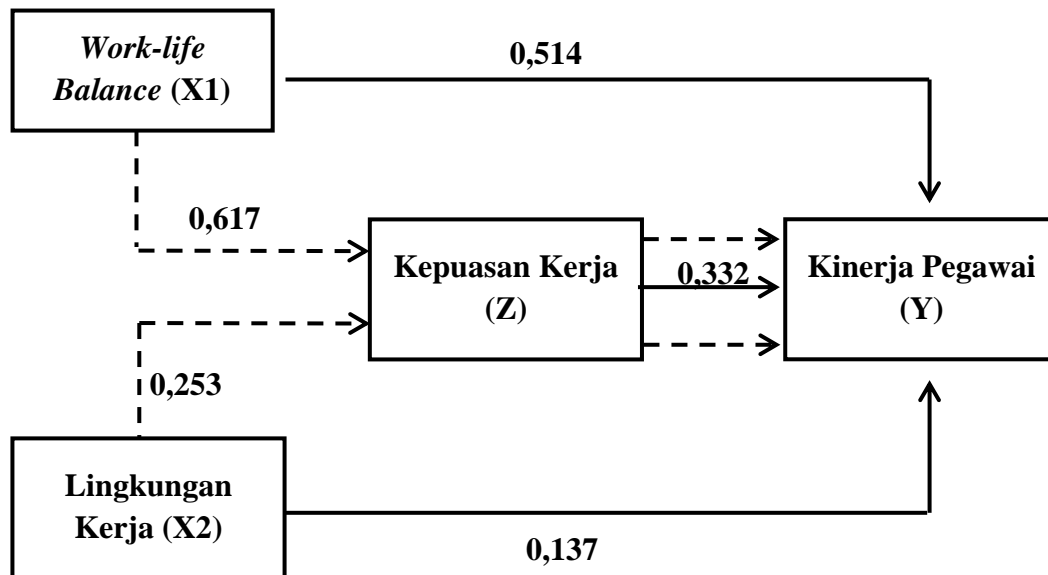 Work-life
Balance (X1)
0,514
0,617
Kepuasan Kerja
(Z)
0,332
Kinerja Pegawai
(Y)
0,253
Lingkungan
Kerja (X2)
0,137